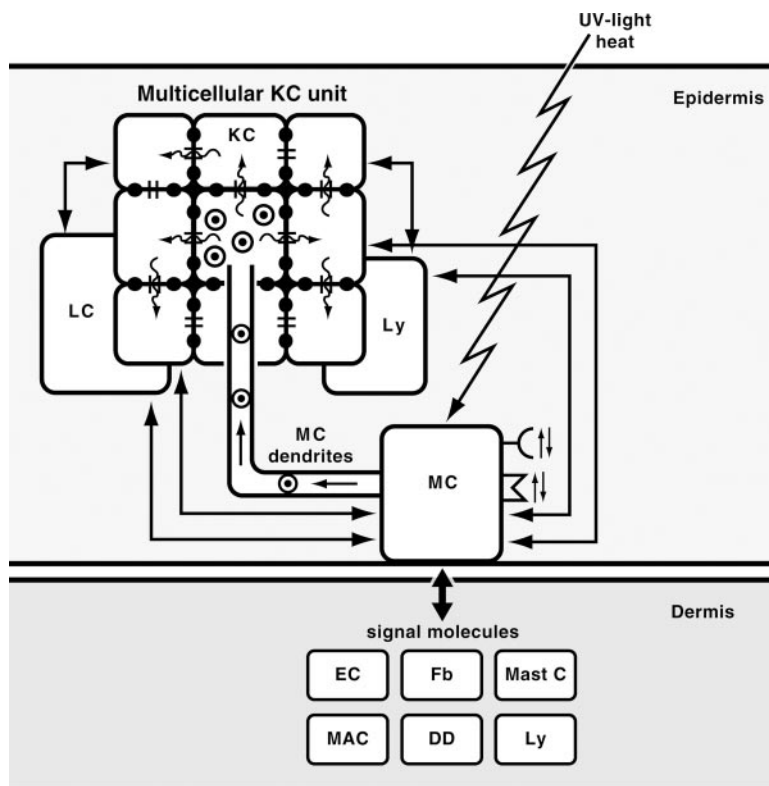 UV-light
heat
Epidermis
Multicellular KC unit
KC
LC
Ly
MC
dendrites
MC
Dermis
signal molecules
EC Fb Mast C
MAC DD Ly